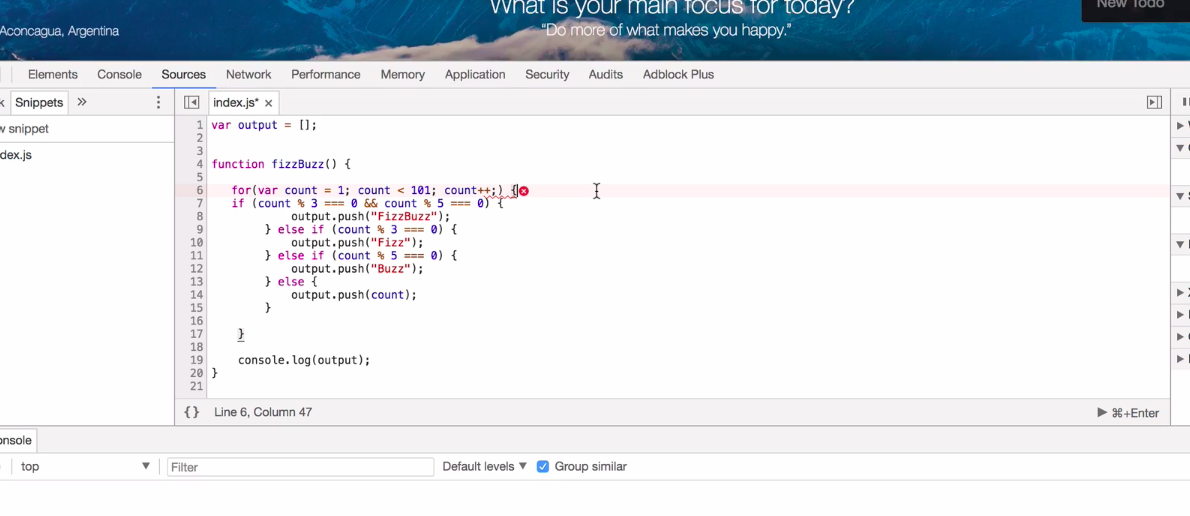 What is your main focus for today?
New Todo
Aconcagua, Argentina
“Do more of what makes you happy.”
Elements Console Sources Network Performance Memory Application Security Audits Adblock Plus
Snippets » index.js* ×
snippet
dex.js
1 var output = [];
2
3
4 function fizzBuzz() {
5
6 for(var count = 1; count < 101; count++;) {
7 if (count % 3 === 0 && count % 5 === 0) {
8 output.push("FizzBuzz");
9 } else if (count % 3 === 0) {
10 output.push("Fizz");
11 } else if (count % 5 === 0) {
12 output.push("Buzz");
13 } else {
14 output.push(count);
15 }
16
17 }
18
19 console.log(output);
20 }
21
{} Line 6, Column 47 ⌘+Enter
onsole
top Filter Default levels Group similar